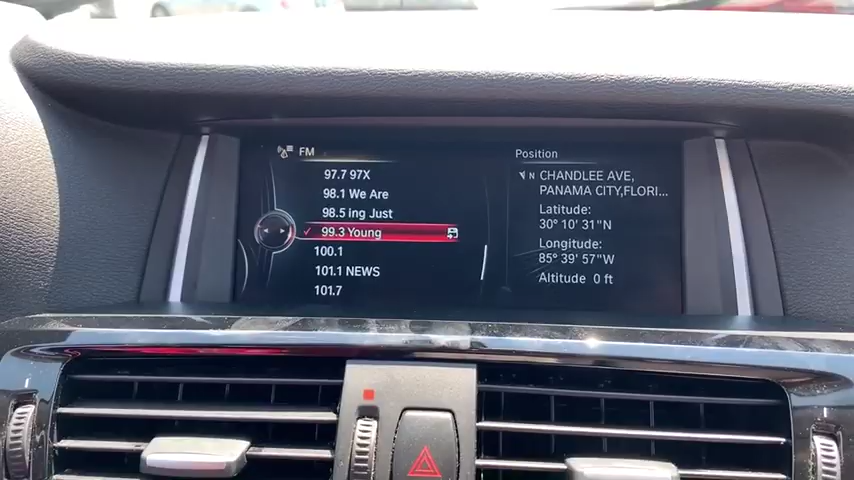 FM
97.7 97X
98.1 We Are
98.5 ing Just
99.3 Young
100.1
101.1 NEWS
101.7
Position
N CHANDLEE AVE,
PANAMA CITY,FLORI...
Latitude:
30° 10' 31"N
Longitude:
85° 39' 57"W
Altitude 0 ft